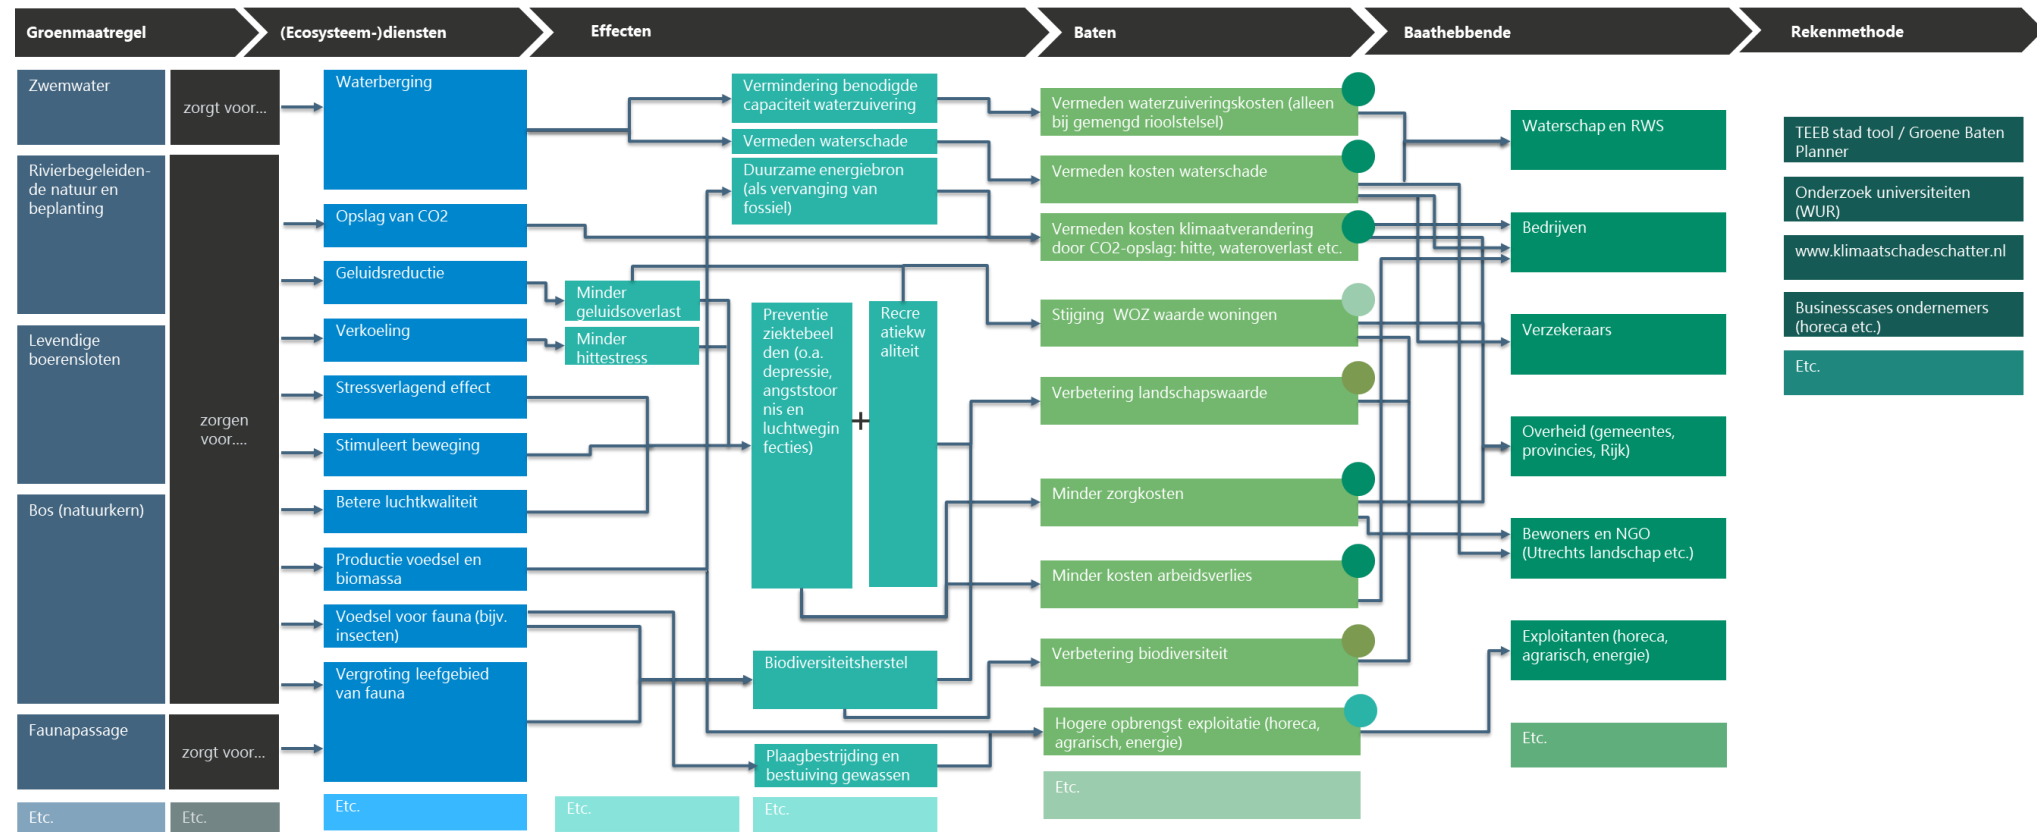 Groenmaatregel
(Ecosysteem-)diensten
Effecten
Baten
Baathebbende
Rekenmethode
Zwemwater
zorgt voor...
Rivierbegeleiden-
de natuur en
beplanting
Levendige
boerensloten
Bos (natuurkern)
zorgen
voor....
Faunapassage
zorgt voor...
Etc.
Etc.
Waterberging
Opslag van CO2
Geluidsreductie
Verkoeling
Stressverlagend effect
Stimuleert beweging
Betere luchtkwaliteit
Productie voedsel en
biomassa
Voedsel voor fauna (bijv.
insecten)
Vergroting leefgebied
van fauna
Etc.
Minder
geluidsoverlast
Minder
hittestress
Etc.
Vermindering benodigde
capaciteit waterzuivering
Vermeden waterschade
Duurzame energiebron
(als vervanging van
fossiel)
Preventie
ziektebeel
den (o.a.
depressie,
angststoor
nis en
luchtwegin
fecties)
+
Recre
atiekw
aliteit
Biodiversiteitsherstel
Plaagbestrijding en
bestuiving gewassen
Etc.
Vermeden waterzuiveringskosten (alleen
bij gemengd rioolstelsel)
Vermeden kosten waterschade
Vermeden kosten klimaatverandering
door CO2-opslag: hitte, wateroverlast etc.
Stijging WOZ waarde woningen
Verbetering landschapswaarde
Minder zorgkosten
Minder kosten arbeidsverlies
Verbetering biodiversiteit
Hogere opbrengst exploitatie (horeca,
agrarisch, energie)
Etc.
Waterschap en RWS
Bedrijven
Verzekeraars
Overheid (gemeentes,
provincies, Rijk)
Bewoners en NGO
(Utrechts landschap etc.)
Exploitanten (horeca,
agrarisch, energie)
Etc.
TEEB stad tool / Groene Baten
Planner
Onderzoek universiteiten
(WUR)
www.klimaatschadeschatter.nl
Businesscases ondernemers
(horeca etc.)
Etc.